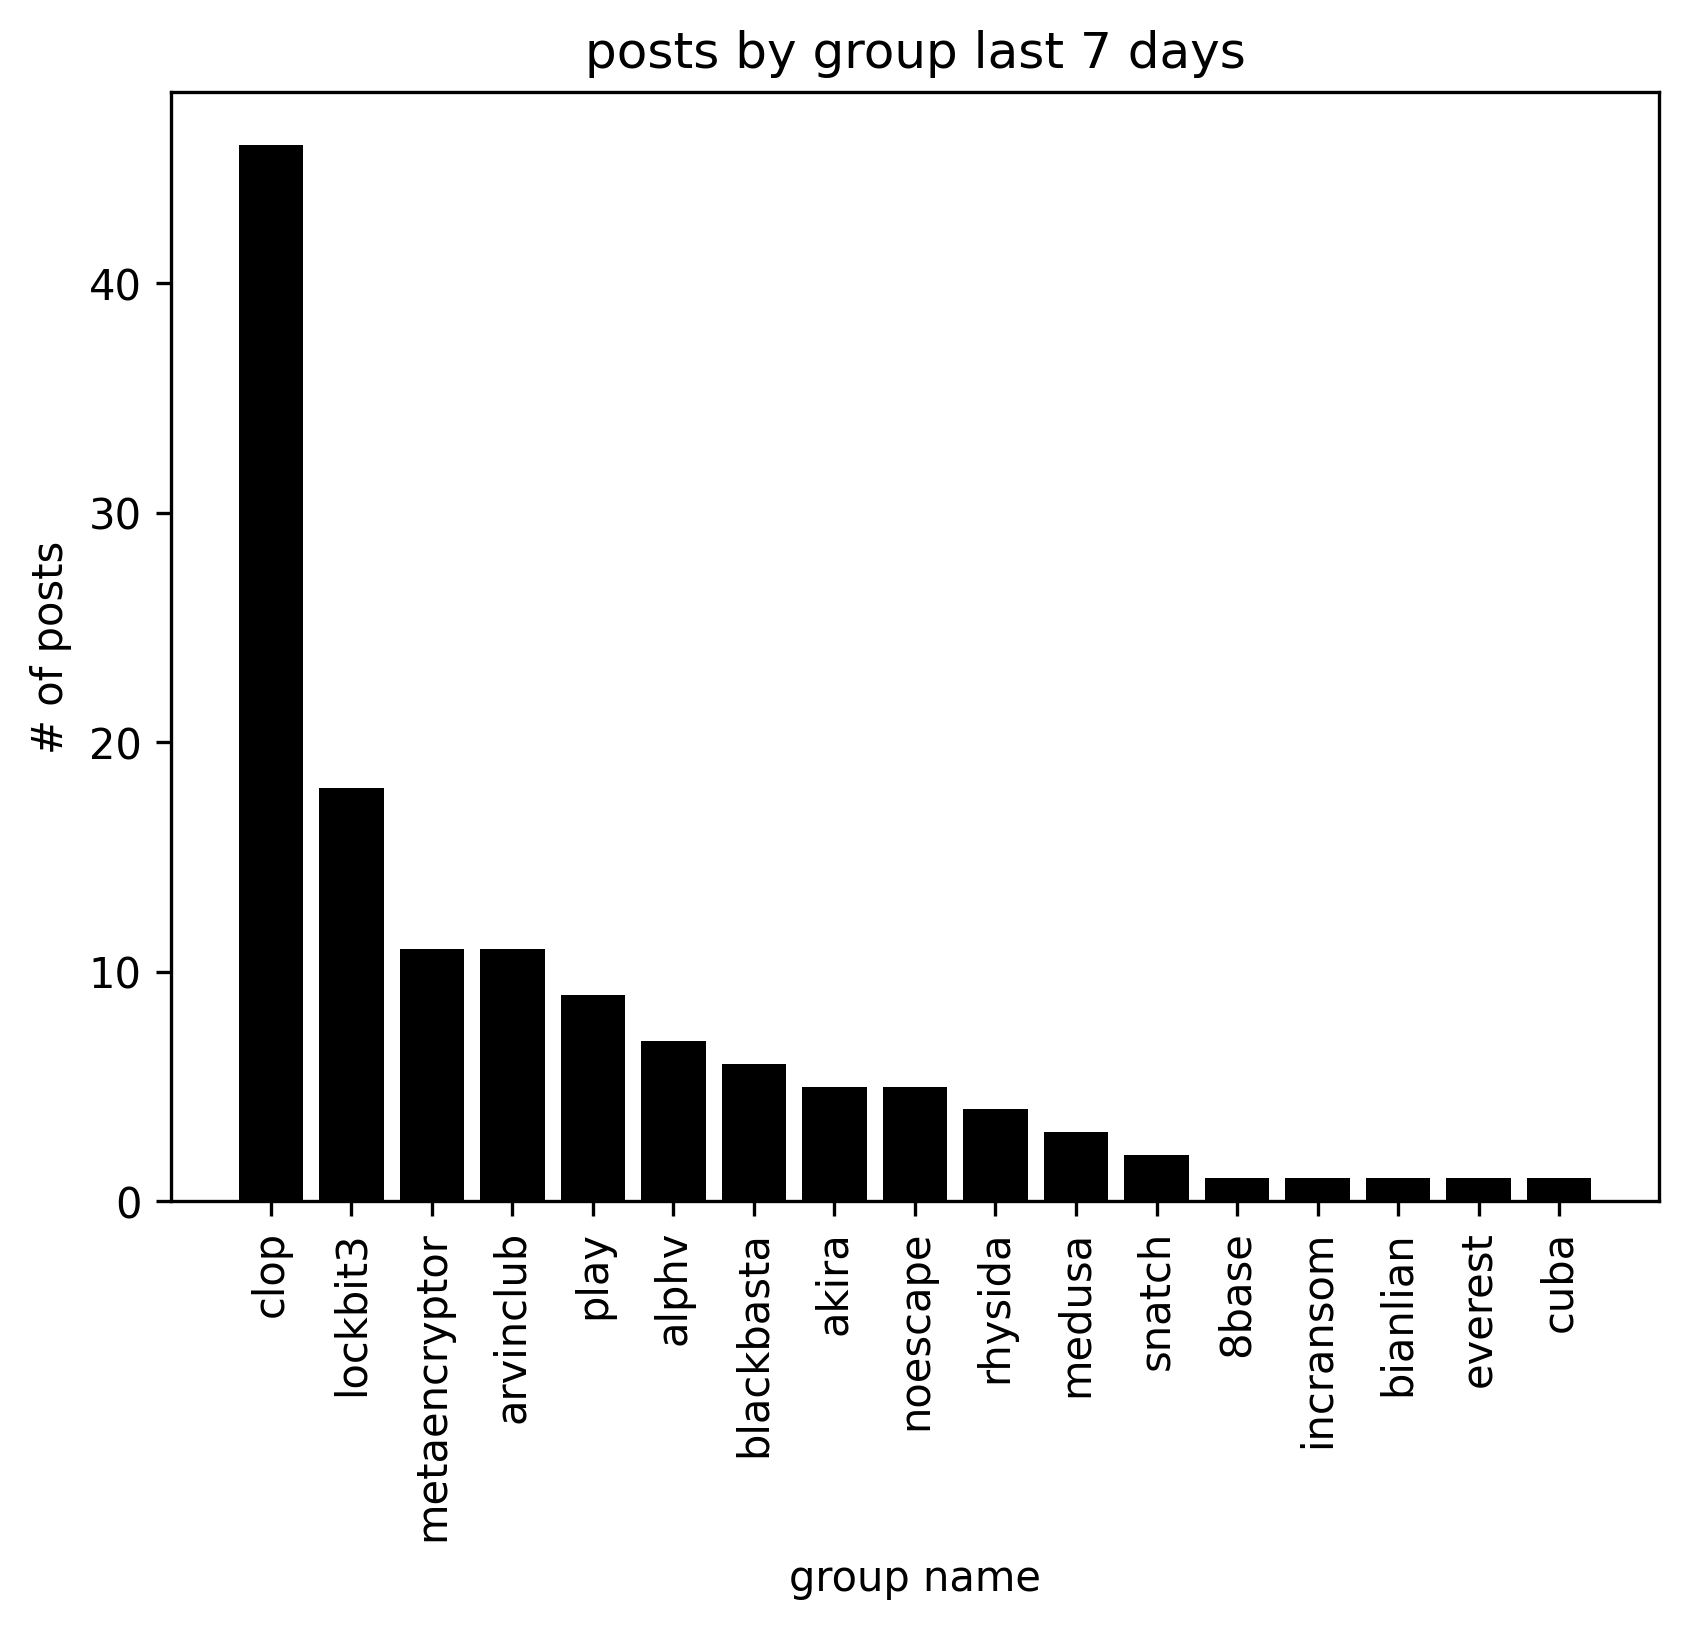 posts by group last 7 days
# of posts
40
30
20
10
0
clop
lockbit3
metaencryptor
arvinclub
play
alphv
blackbasta
akira
noescape
rhysida
medusa
snatch
8base
incransom
bianlian
everest
cuba
group name